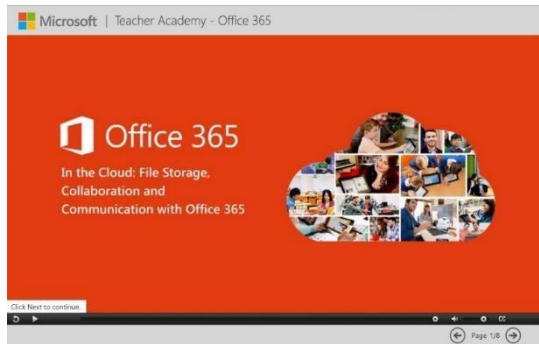 Microsoft | Teacher Academy - Office 365
Office 365
In the Cloud: File Storage,
Collaboration and
Communication with Office 365
Click Next to continue.
CC
Page 1/8